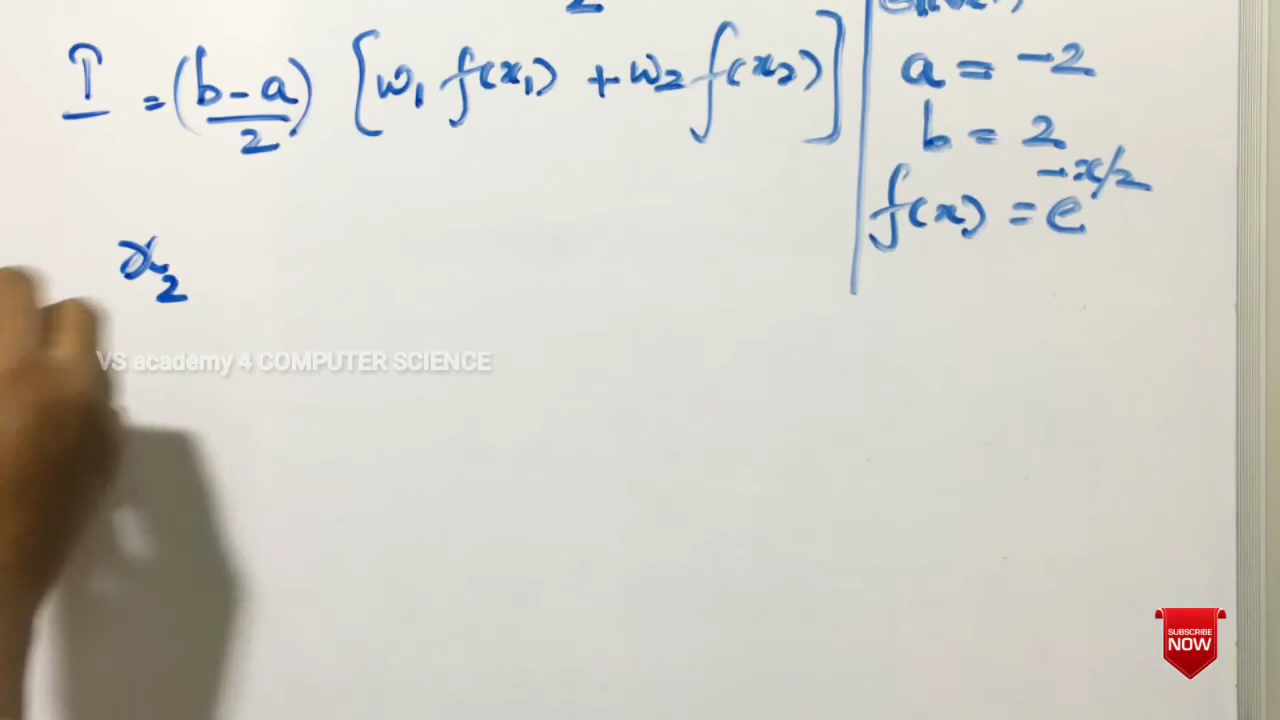 I = (b-a/2) [w₁ f(x₁) + w₂ f(x₂)]
a = -2
b = 2
f(x) = e^(-x/2)
x₂
VS academy 4 COMPUTER SCIENCE
SUBSCRIBE
NOW